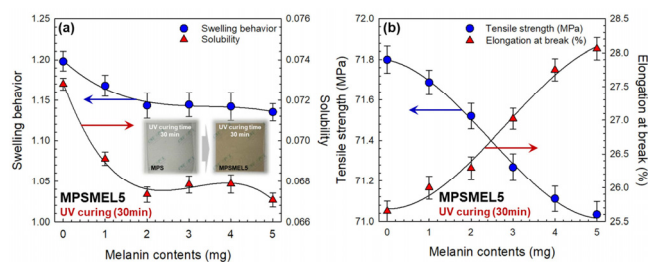 (a)
Swelling behavior
Solubility
1.25
1.20
1.15
1.10
1.05
1.00
Swelling behavior
0.076
0.074
0.072
0.070
0.068
0.066
Solubility
UV curing time
30 min
MPS
UV curing time
30 min
MPSMEL5
MPSMEL5
UV curing (30min)
0 1 2 3 4 5
Melanin contents (mg)
(b)
Tensile strength (MPa)
Elongation at break (%)
72.0
71.8
71.6
71.4
71.2
71.0
Tensile strength (MPa)
28.5
28.0
27.5
27.0
26.5
26.0
25.5
Elongation at break (%)
MPSMEL5
UV curing (30min)
0 1 2 3 4 5
Melanin contents (mg)